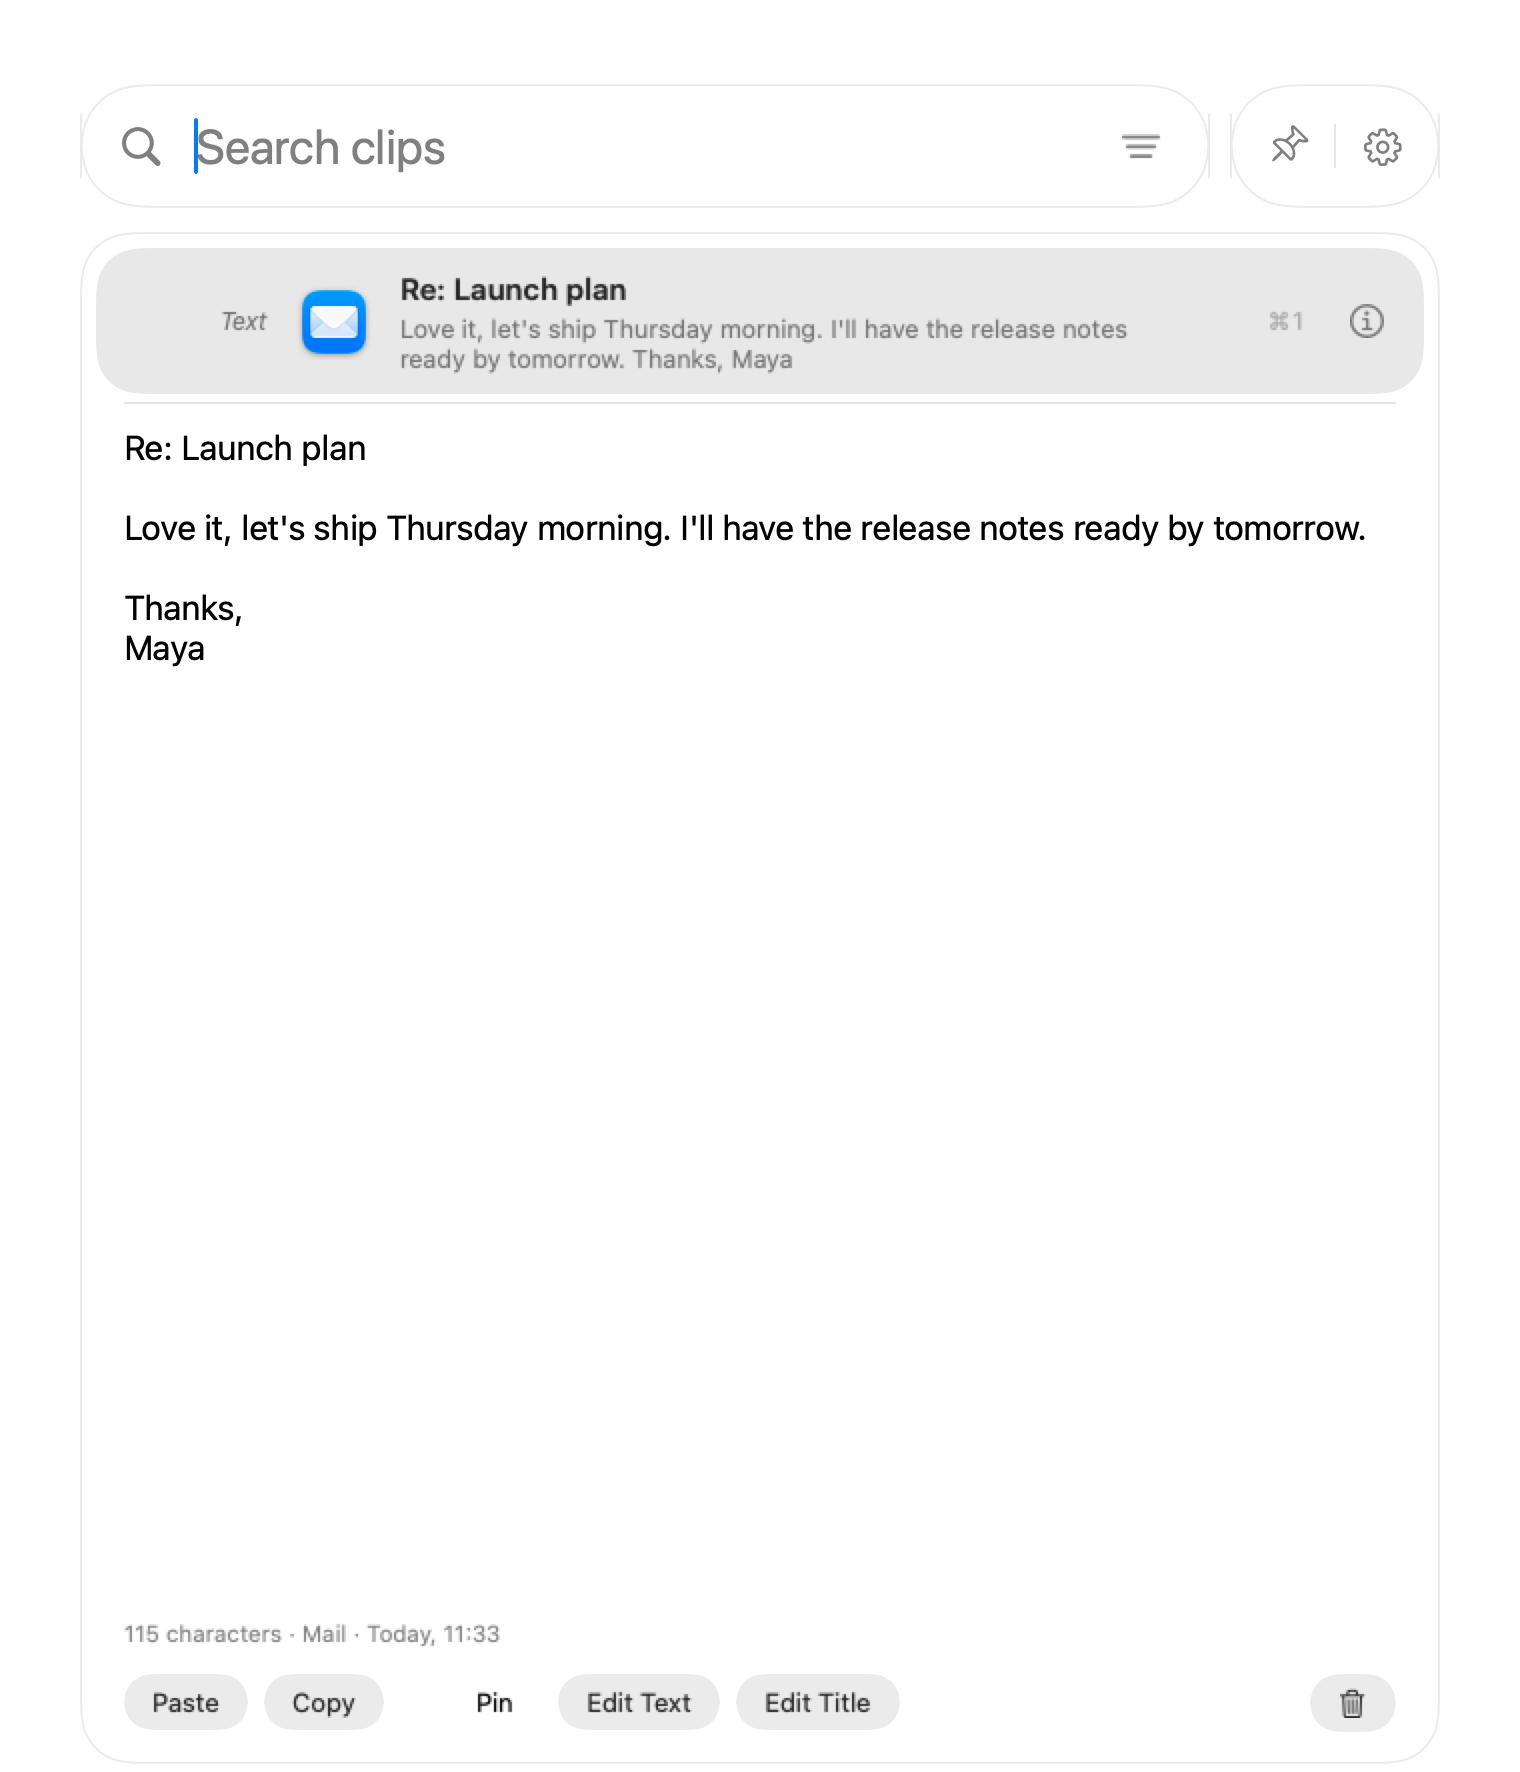 Search clips
Text
Re: Launch plan
Love it, let's ship Thursday morning. I'll have the release notes
ready by tomorrow. Thanks, Maya
⌘1
Re: Launch plan
Love it, let's ship Thursday morning. I'll have the release notes ready by tomorrow.
Thanks,
Maya
115 characters · Mail · Today, 11:33
Paste
Copy
Pin
Edit Text
Edit Title